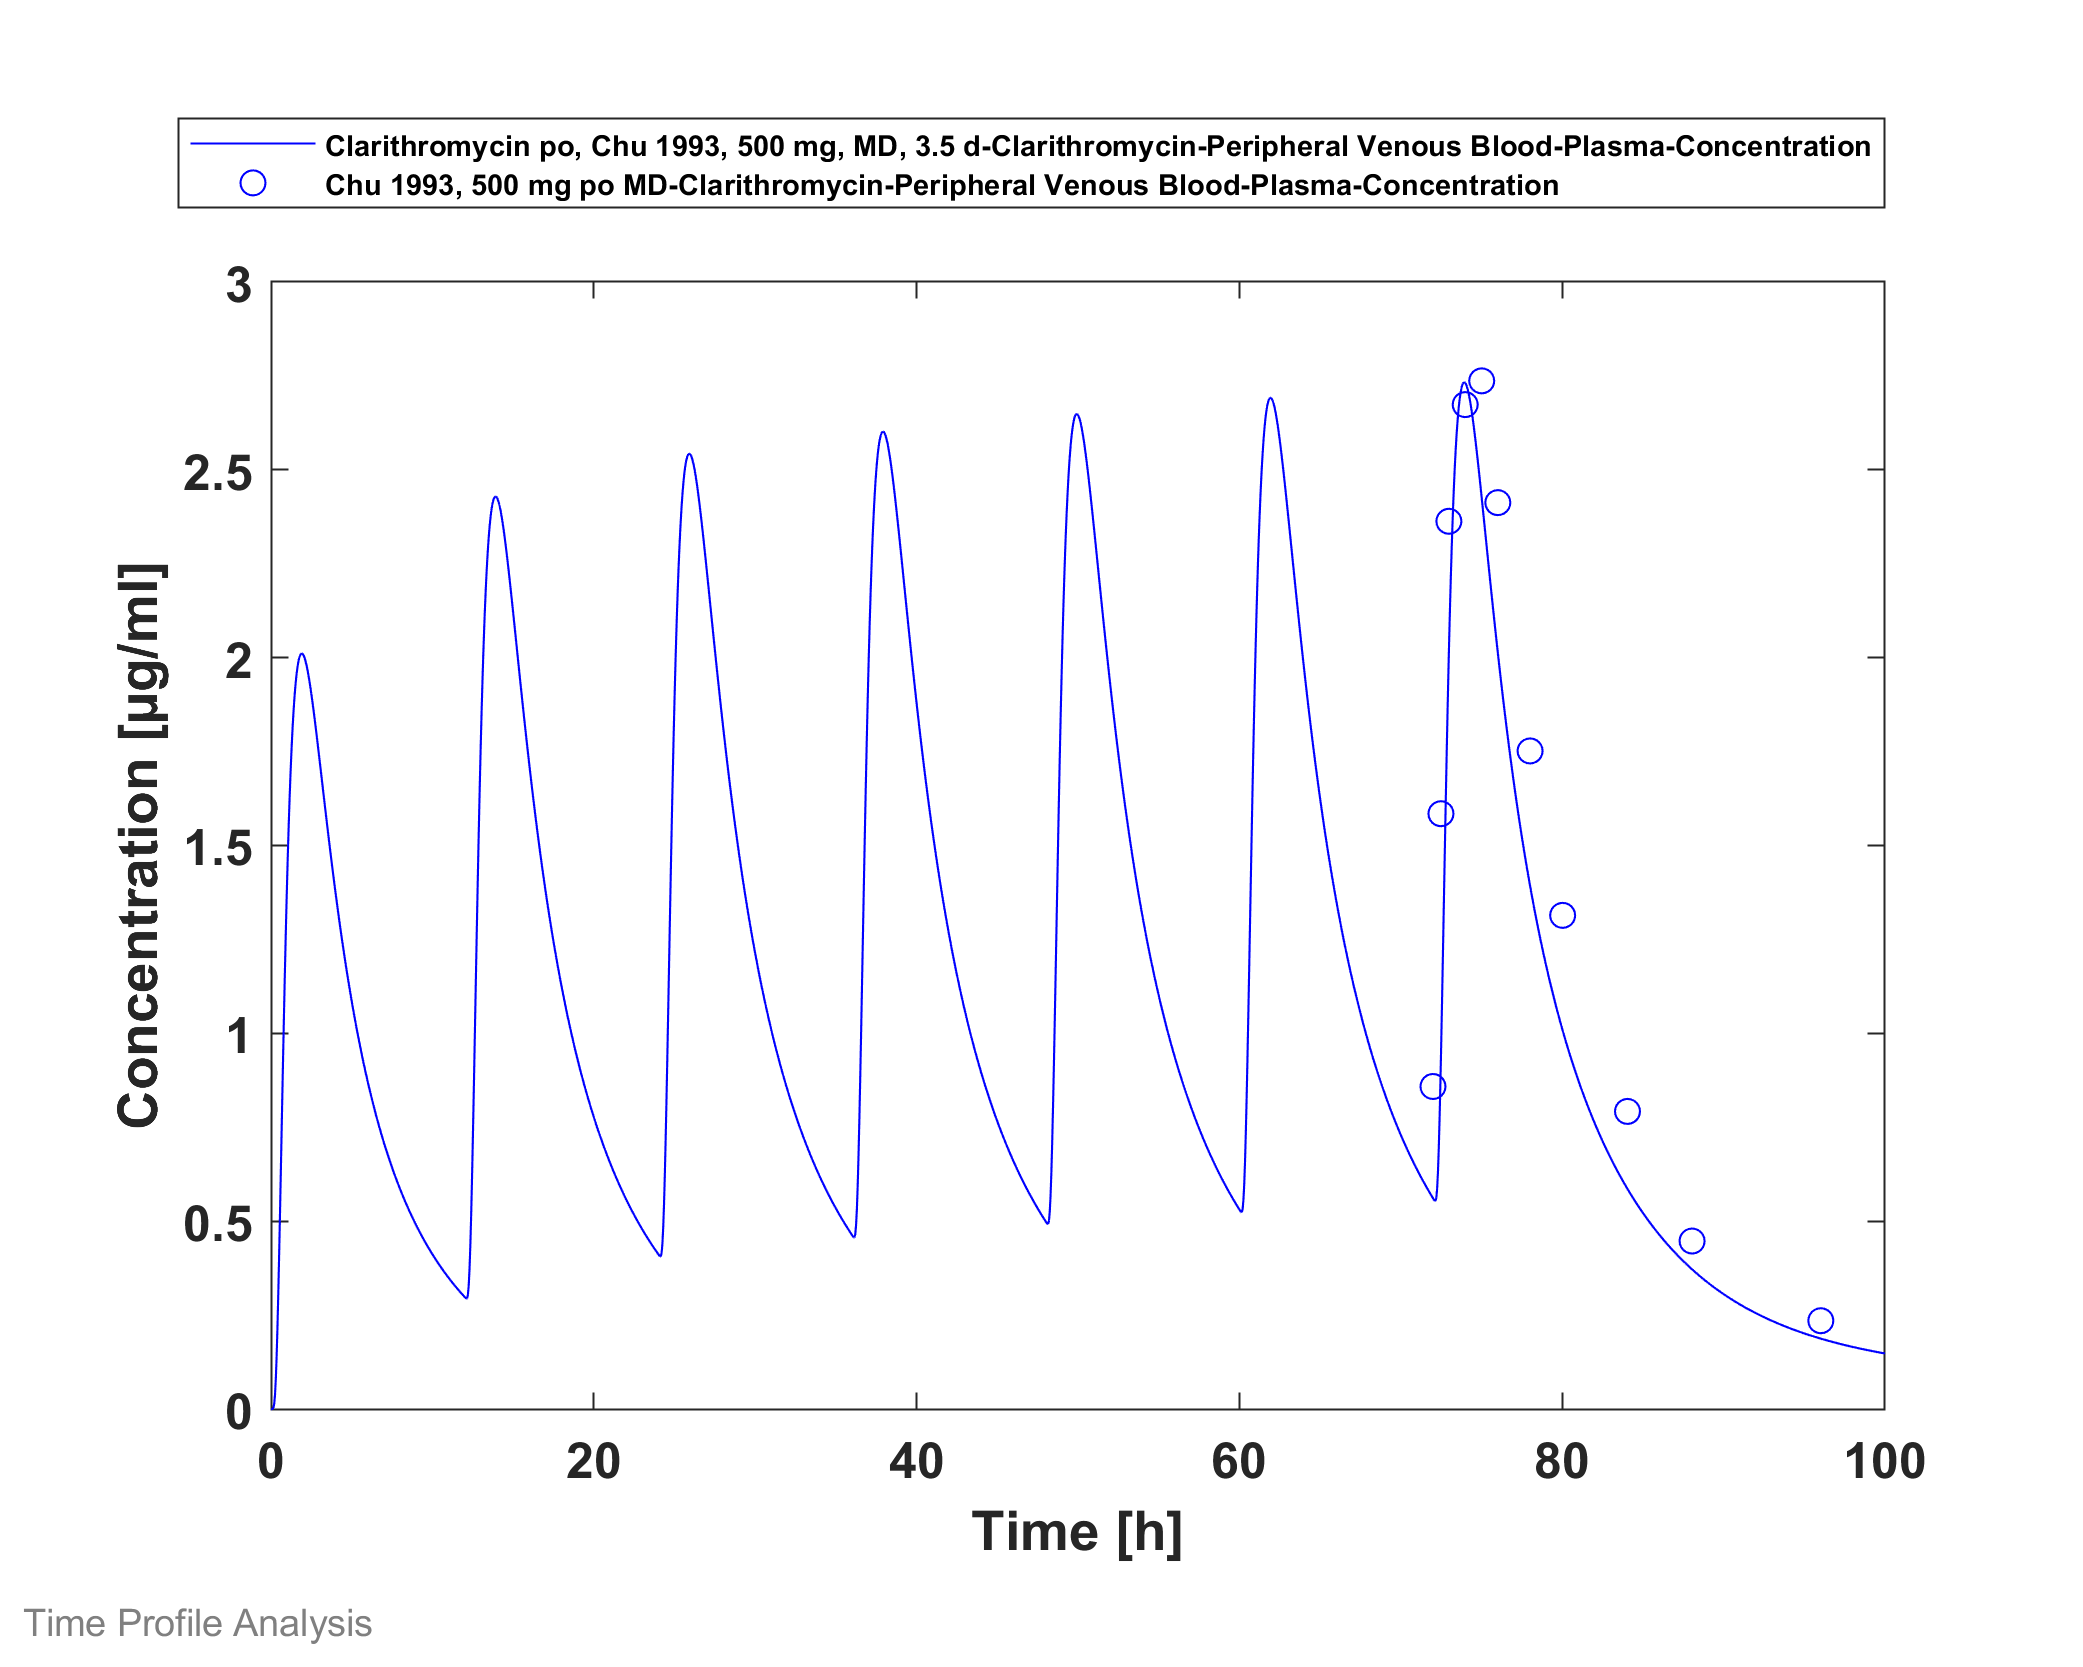 Clarithromycin po, Chu 1993, 500 mg, MD, 3.5 d-Clarithromycin-Peripheral Venous Blood-Plasma-Concentration
Chu 1993, 500 mg po MD-Clarithromycin-Peripheral Venous Blood-Plasma-Concentration
3
2.5
2
1.5
1
0.5
0
Concentration [µg/ml]
0 20 40 60 80 100
Time [h]
Time Profile Analysis